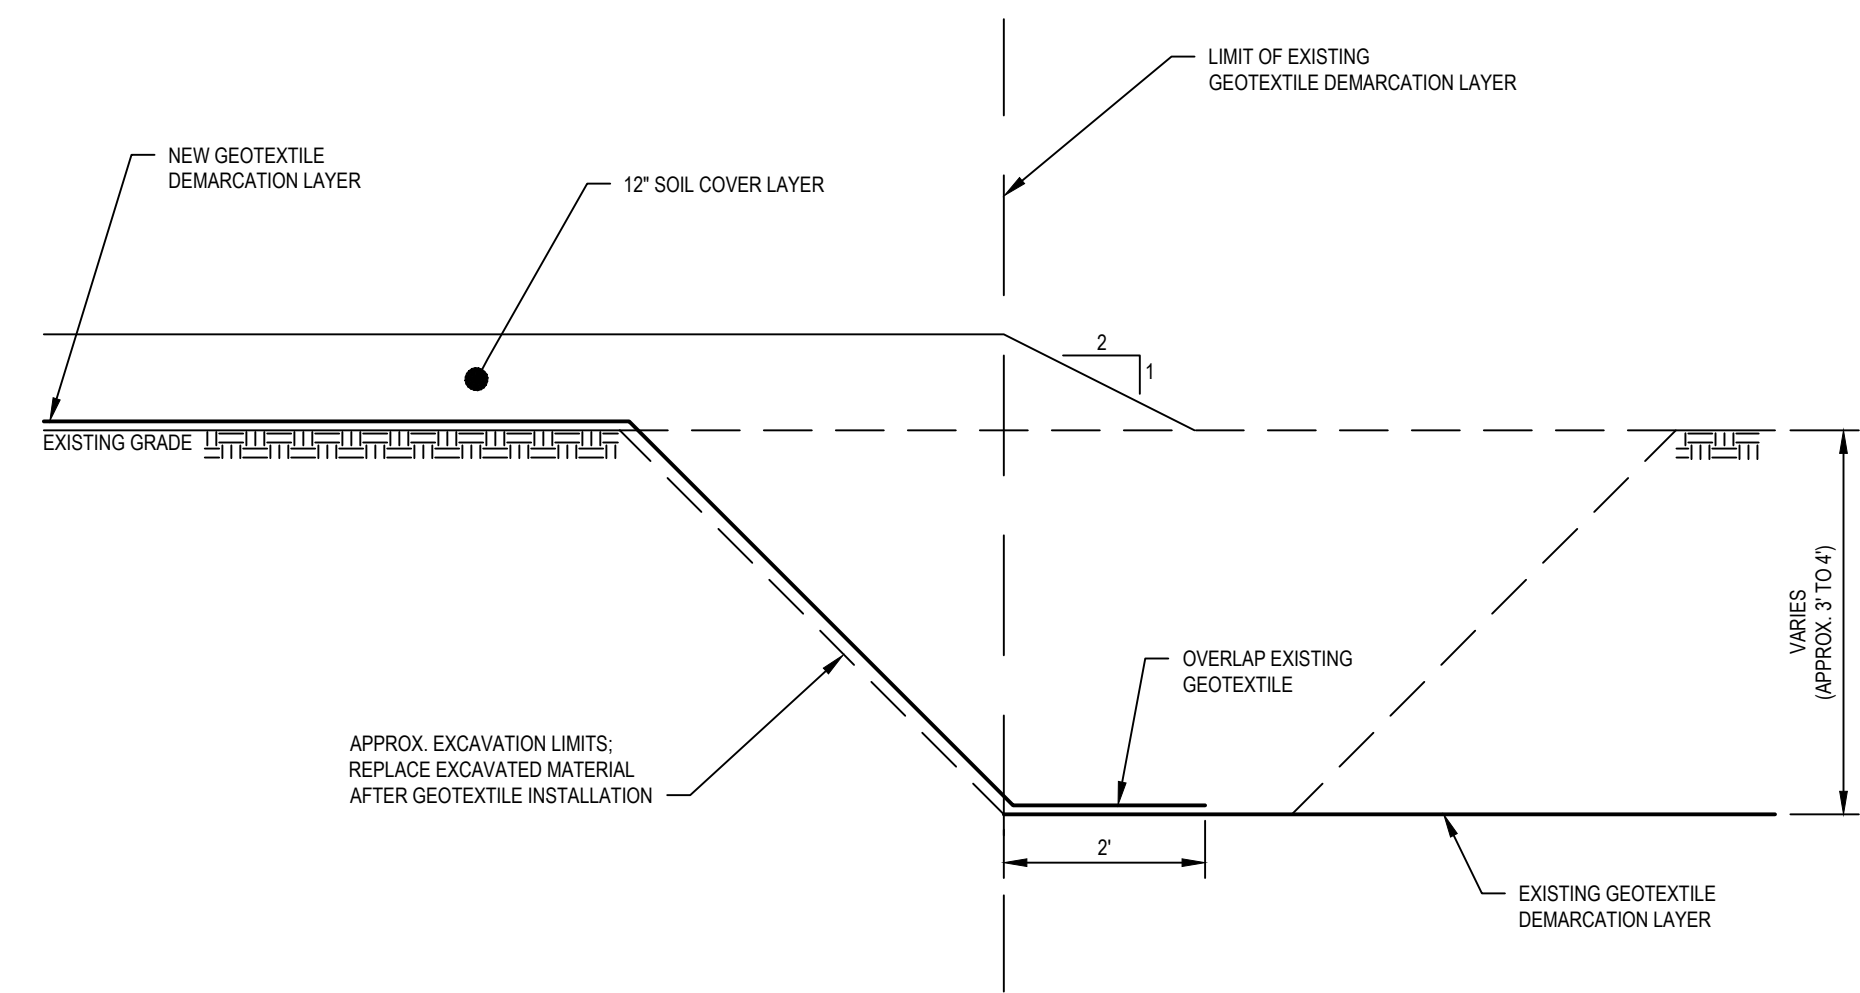 LIMIT OF EXISTING
GEOTEXTILE DEMARCATION LAYER
NEW GEOTEXTILE
DEMARCATION LAYER
12" SOIL COVER LAYER
2
1
EXISTING GRADE
VARIES
(APPROX. 3' TO 4')
OVERLAP EXISTING
GEOTEXTILE
APPROX. EXCAVATION LIMITS;
REPLACE EXCAVATED MATERIAL
AFTER GEOTEXTILE INSTALLATION
2'
EXISTING GEOTEXTILE
DEMARCATION LAYER